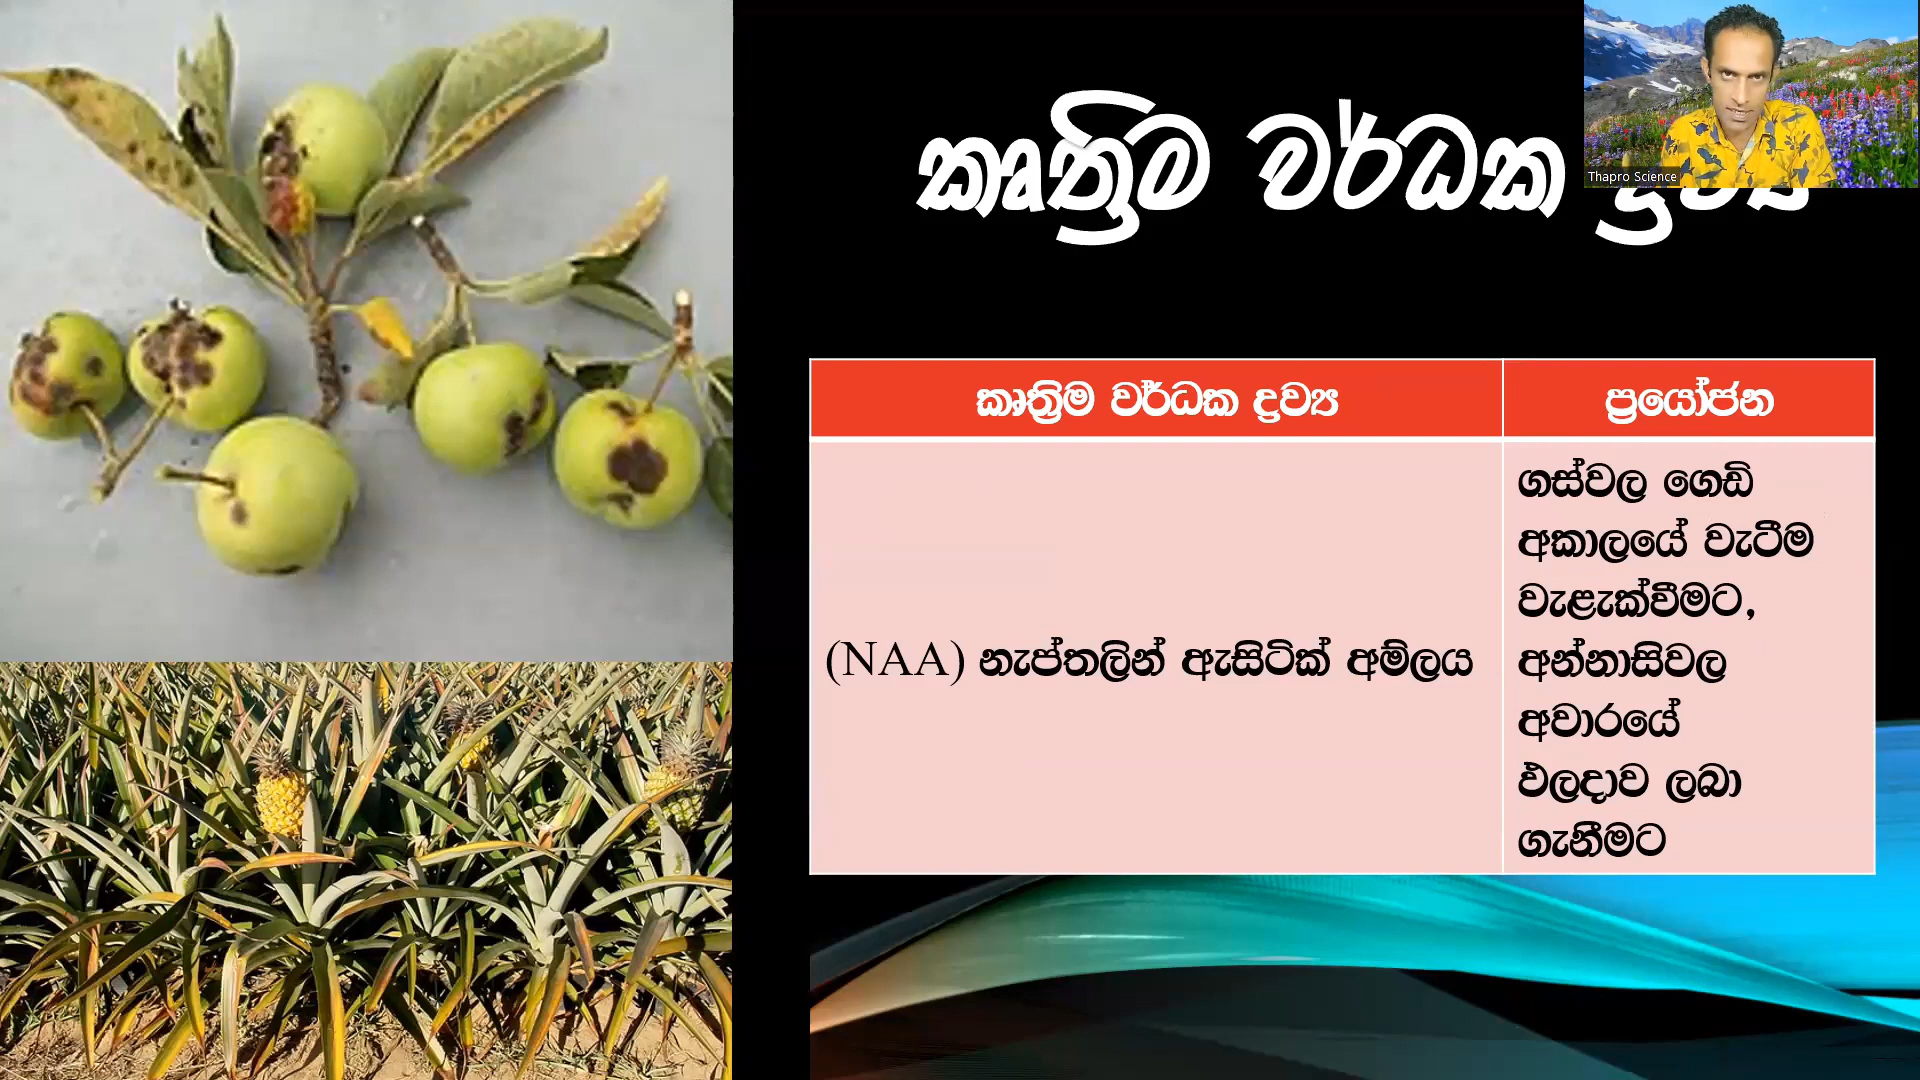 කෘත්‍රිම වර්ධක ද්‍රව්‍ය
Thapro Science
කෘත්‍රිම වර්ධක ද්‍රව්‍ය
ප්‍රයෝජන
(NAA) නැප්තලින් ඇසිටික් අම්ලය
ගස්වල ගෙඩි
අකාලයේ වැටීම
වැළැක්වීමට,
අන්නාසිවල
අවාරයේ
ඵලදාව ලබා
ගැනීමට